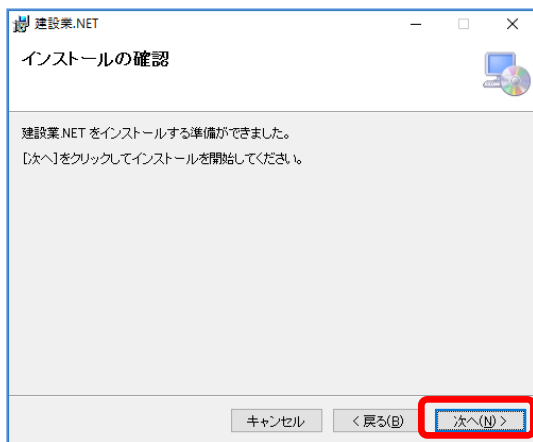 建設業.NET
インストールの確認
建設業.NET をインストールする準備ができました。
[次へ]をクリックしてインストールを開始してください。
キャンセル
< 戻る(B)
次へ(N) >